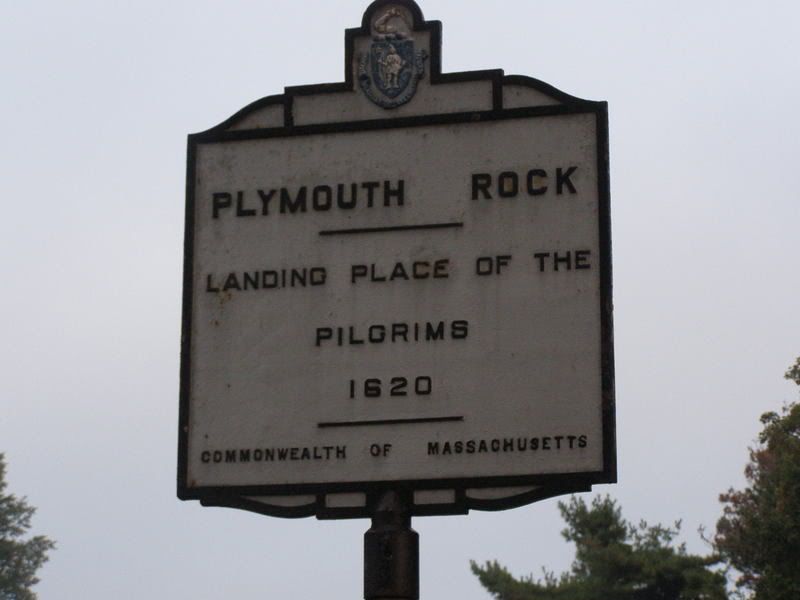 PLYMOUTH ROCK
LANDING PLACE OF THE
PILGRIMS
1620
COMMONWEALTH OF MASSACHUSETTS